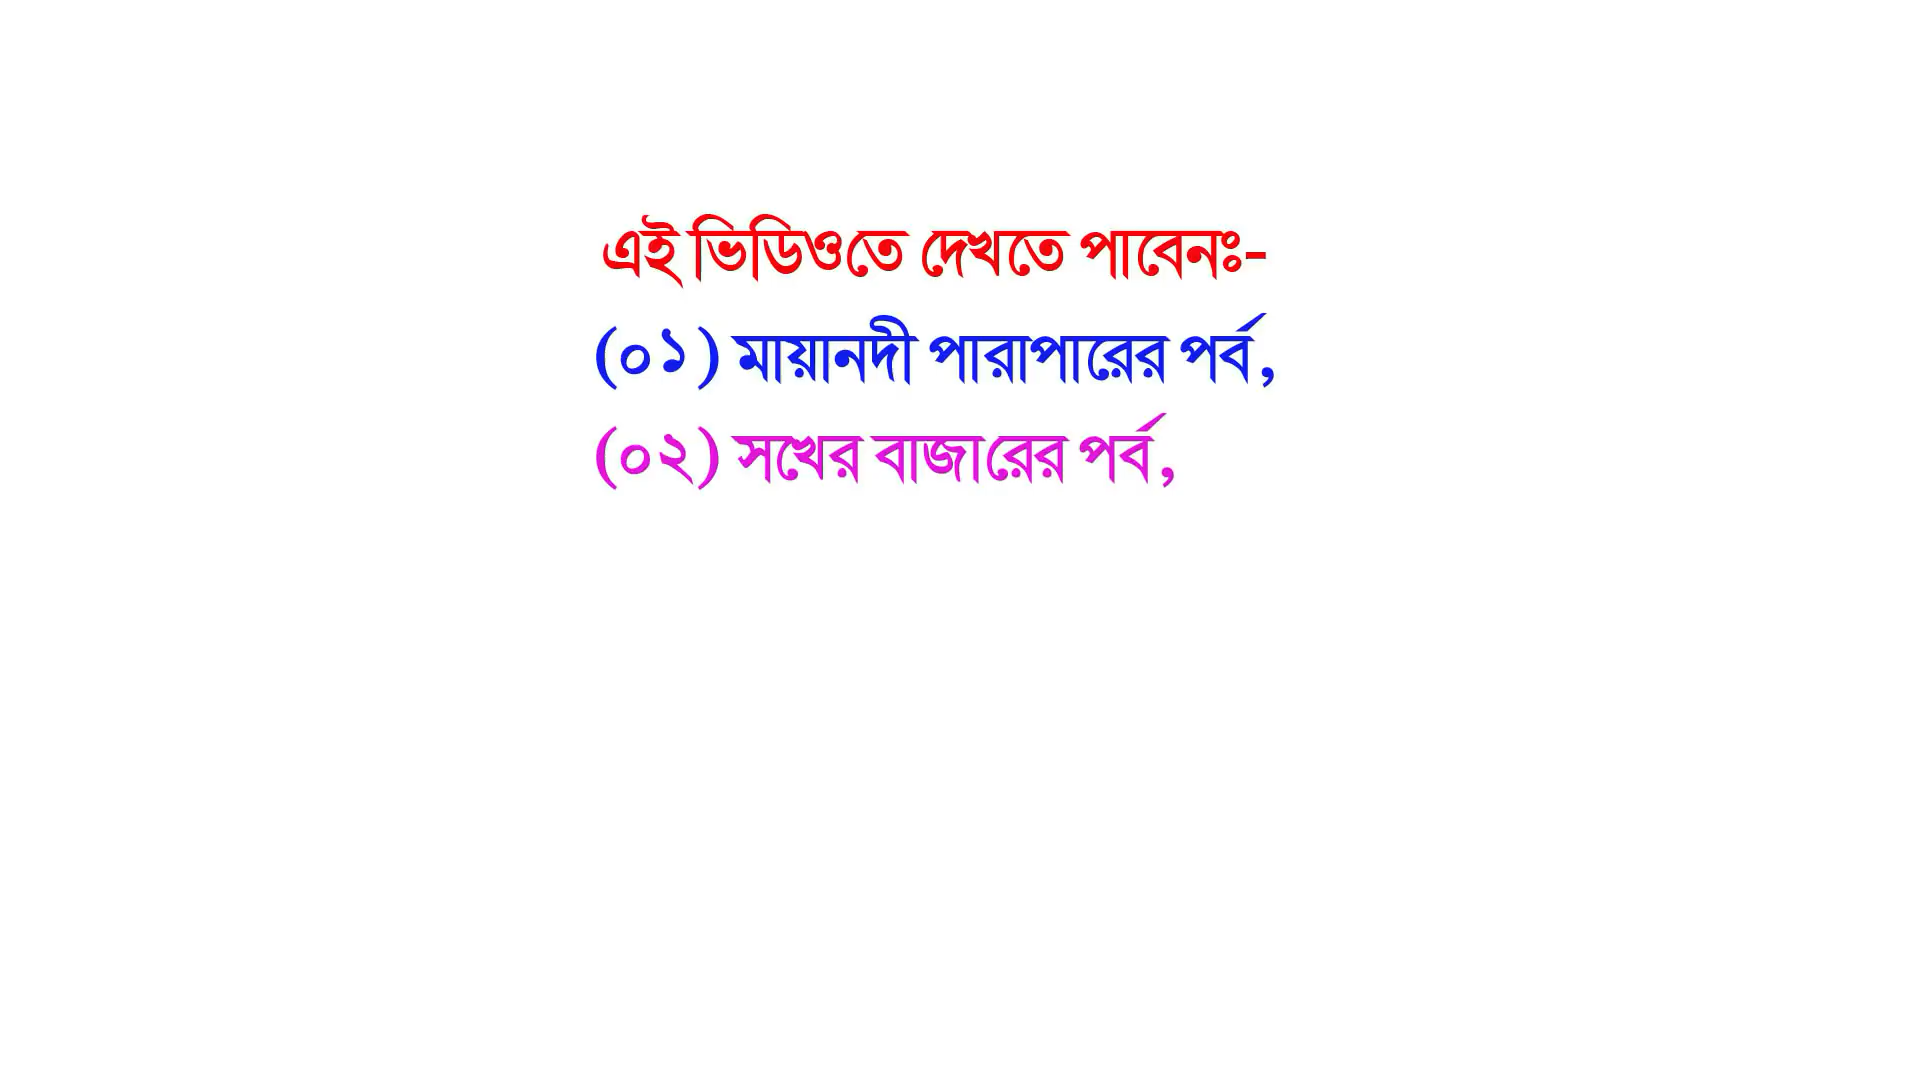 এই ভিডিওতে দেখতে পাবেনঃ-
(০১) মায়ানদী পারাপারের পর্ব,
(০২) সখের বাজারের পর্ব,